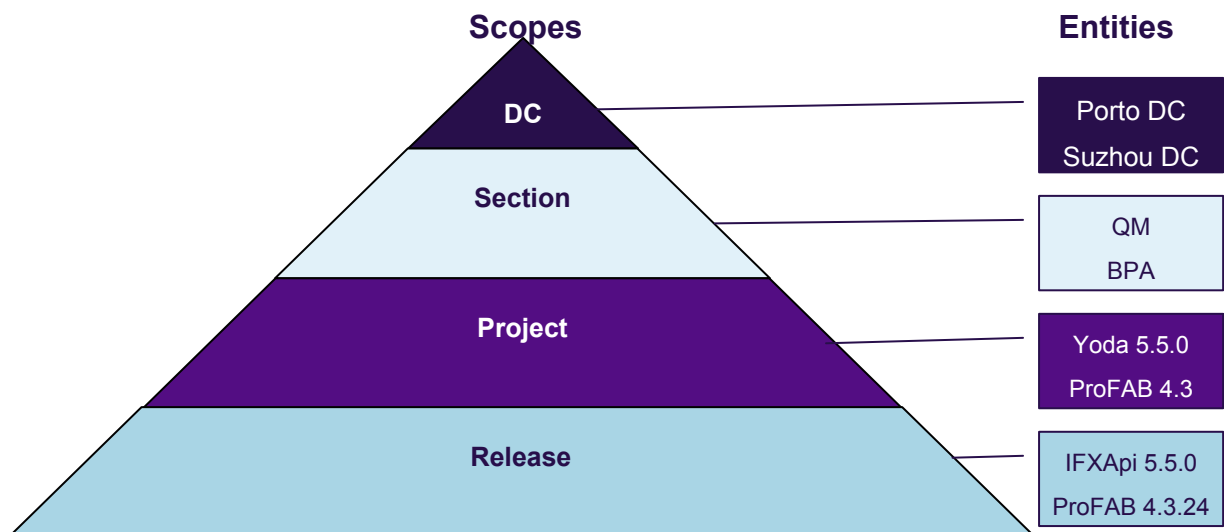 Scopes
Entities
DC
Porto DC
Suzhou DC
Section
QM
BPA
Project
Yoda 5.5.0
ProFAB 4.3
Release
IFXApi 5.5.0
ProFAB 4.3.24